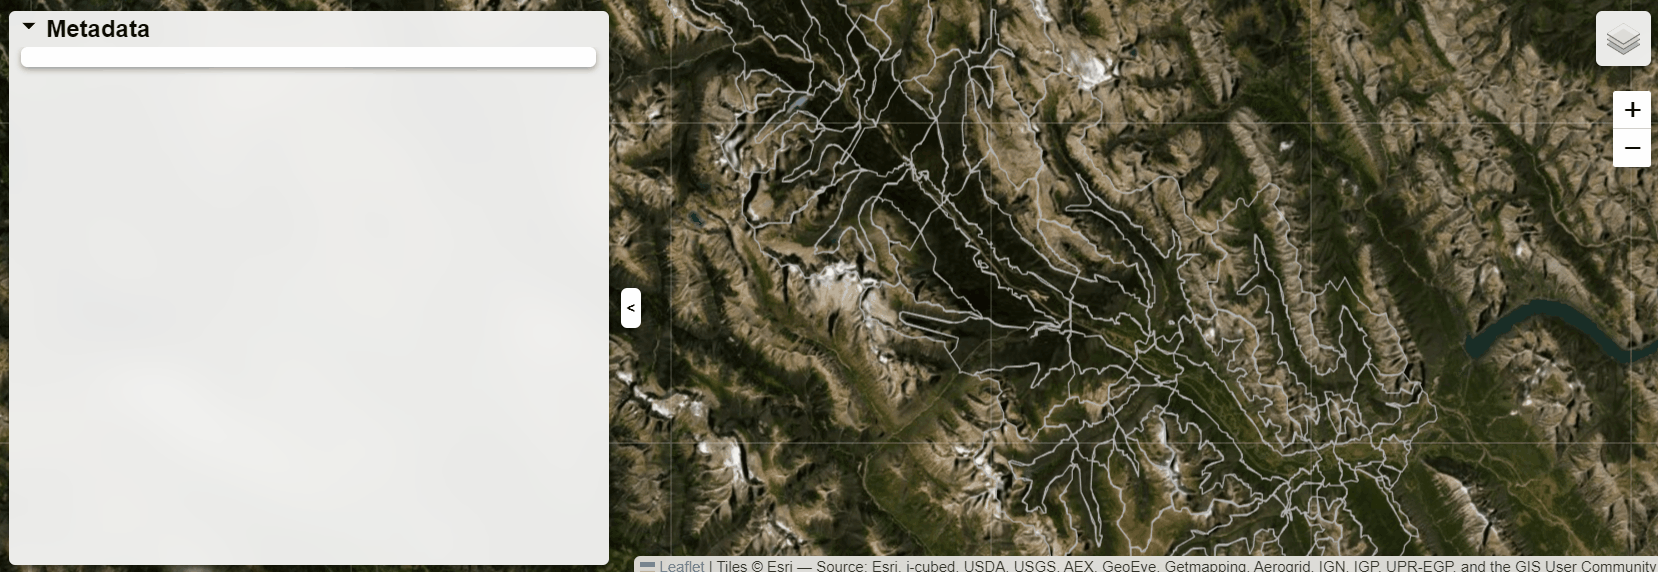 Metadata
+
−
<
Leaflet | Tiles © Esri — Source: Esri, i-cubed, USDA, USGS, AEX, GeoEye, Getmapping, Aerogrid, IGN, IGP, UPR-EGP, and the GIS User Community